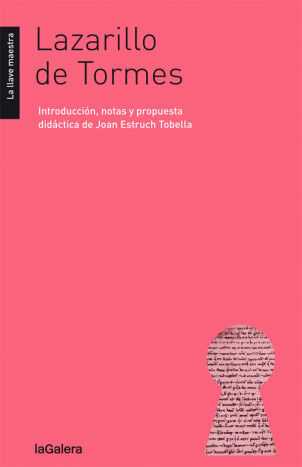 La llave maestra
Lazarillo
de Tormes
Introducción, notas y propuesta
didáctica de Joan Estruch Tobella
laGalera